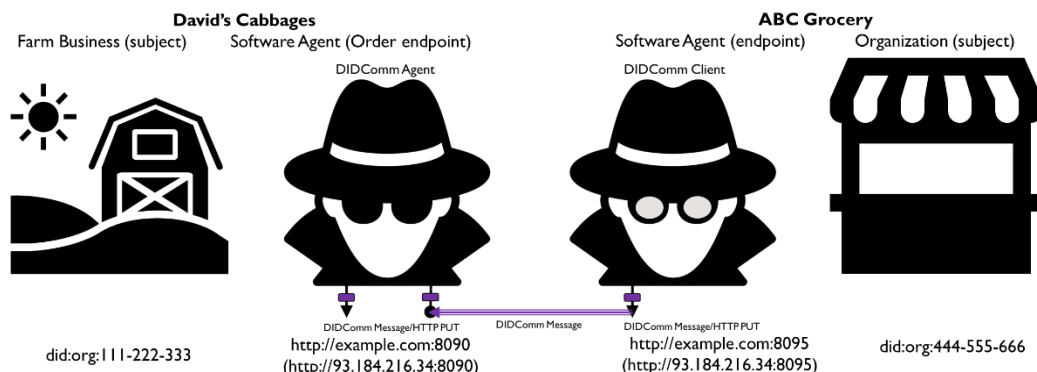 David's Cabbages
ABC Grocery
Farm Business (subject)
Software Agent (Order endpoint)
Software Agent (endpoint)
Organization (subject)
DIDComm Agent
DIDComm Client
DIDComm Message/HTTP PUT
DIDComm Message
DIDComm Message/HTTP PUT
http://example.com:8090
http://example.com:8095
did:org:111-222-333
did:org:444-555-666
(http://93.184.216.34:8090)
(http://93.184.216.34:8095)